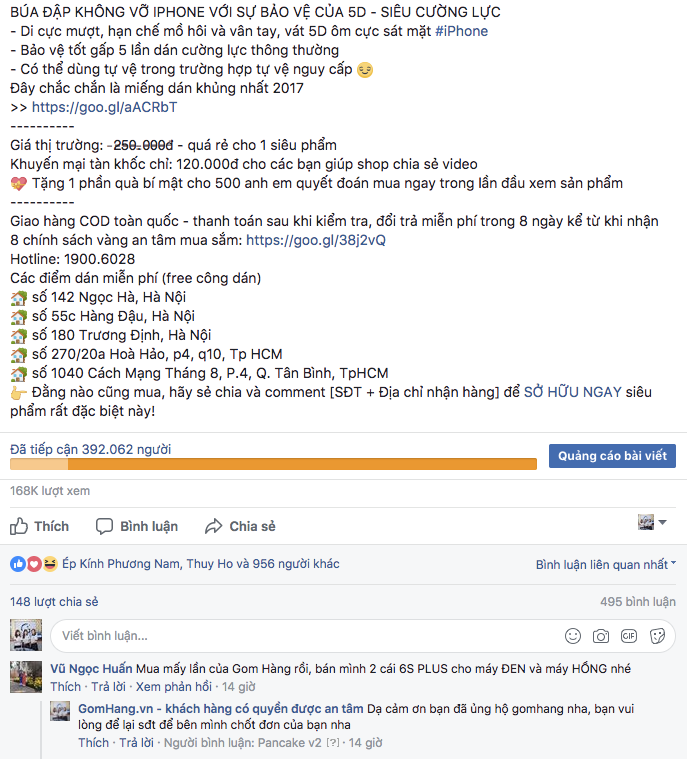 BÚA ĐẬP KHÔNG VỠ IPHONE VỚI SỰ BẢO VỆ CỦA 5D - SIÊU CƯỜNG LỰC
- Di cực mượt, hạn chế mồ hôi và vân tay, vát 5D ôm cực sát mặt #iPhone
- Bảo vệ tốt gấp 5 lần dán cường lực thông thường
- Có thể dùng tự vệ trong trường hợp tự vệ nguy cấp 😏
Đây chắc chắn là miếng dán khủng nhất 2017
>> https://goo.gl/aACRbT
----------
Giá thị trường: -250.000đ - quá rẻ cho 1 siêu phẩm
Khuyến mại tàn khốc chỉ: 120.000đ cho các bạn giúp shop chia sẻ video
💝 Tặng 1 phần quà bí mật cho 500 anh em quyết đoán mua ngay trong lần đầu xem sản phẩm
----------
Giao hàng COD toàn quốc - thanh toán sau khi kiểm tra, đổi trả miễn phí trong 8 ngày kể từ khi nhận
8 chính sách vàng an tâm mua sắm: https://goo.gl/38j2vQ
Hotline: 1900.6028
Các điểm dán miễn phí (free công dán)
🏡 số 142 Ngọc Hà, Hà Nội
🏡 số 55c Hàng Đậu, Hà Nội
🏡 số 180 Trương Định, Hà Nội
🏡 số 270/20a Hoà Hảo, p4, q10, Tp HCM
🏡 số 1040 Cách Mạng Tháng 8, P.4, Q. Tân Bình, TpHCM
👉 Đằng nào cũng mua, hãy sẻ chia và comment [SĐT + Địa chỉ nhận hàng] để SỞ HỮU NGAY siêu
phẩm rất đặc biệt này!
Đã tiếp cận 392.062 người
Quảng cáo bài viết
168K lượt xem
Thích Bình luận Chia sẻ
Ép Kính Phương Nam, Thuy Ho và 956 người khác Bình luận liên quan nhất
148 lượt chia sẻ 495 bình luận
Viết bình luận... GIF
Vũ Ngọc Huấn Mua mấy lần của Gom Hàng rồi, bán mình 2 cái 6S PLUS cho máy ĐEN và máy HỒNG nhé
Thích · Trả lời · Xem phản hồi · 14 giờ
GomHang.vn - khách hàng có quyền được an tâm Dạ cảm ơn bạn đã ủng hộ gomhang nha, bạn vui
lòng để lại sđt để bên mình chốt đơn của bạn nha
Thích · Trả lời · Người bình luận: Pancake v2 [?] · 14 giờ